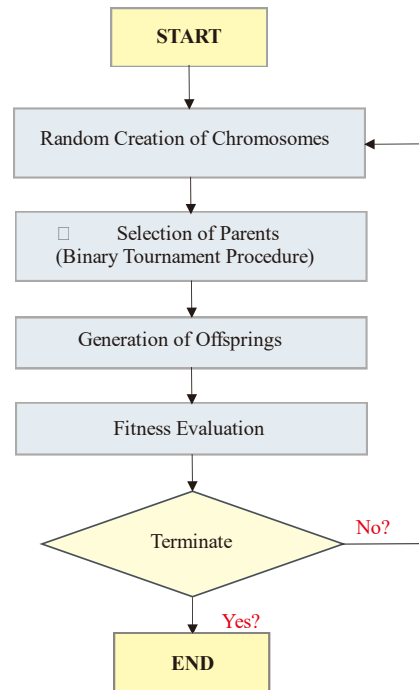 START
Random Creation of Chromosomes
Selection of Parents
(Binary Tournament Procedure)
Generation of Offsprings
Fitness Evaluation
Terminate
No?
Yes?
END